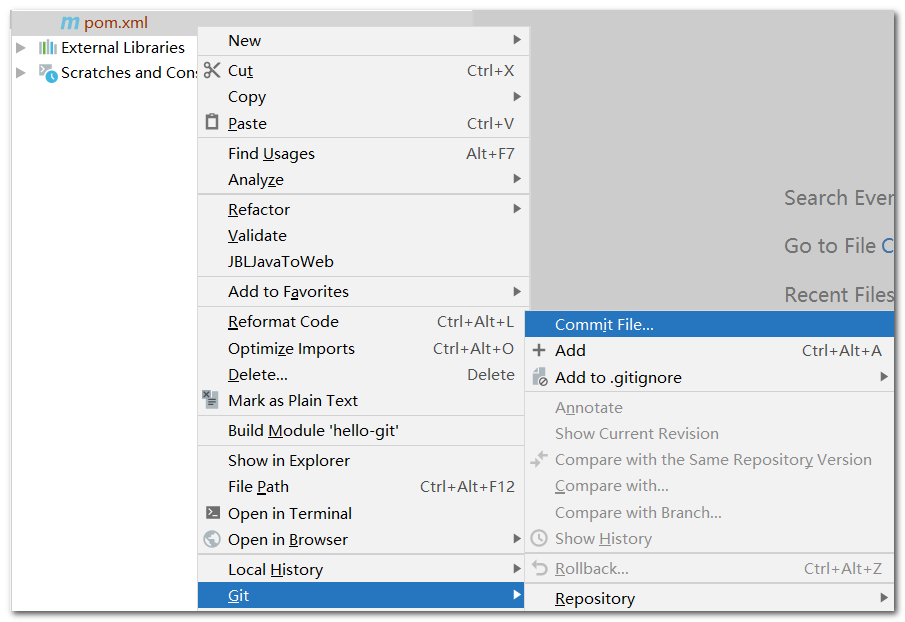 pom.xml
External Libraries
Scratches and Con
New
Cut Ctrl+X
Copy
Paste Ctrl+V
Find Usages Alt+F7
Analyze
Refactor
Validate
JBLJavaToWeb
Add to Favorites
Reformat Code Ctrl+Alt+L
Optimize Imports Ctrl+Alt+O
Delete... Delete
Mark as Plain Text
Build Module 'hello-git'
Show in Explorer
File Path Ctrl+Alt+F12
Open in Terminal
Open in Browser
Local History
Git
Search Ever
Go to File C
Recent Files
Commit File...
Add Ctrl+Alt+A
Add to .gitignore
Annotate
Show Current Revision
Compare with the Same Repository Version
Compare with...
Compare with Branch...
Show History
Rollback... Ctrl+Alt+Z
Repository